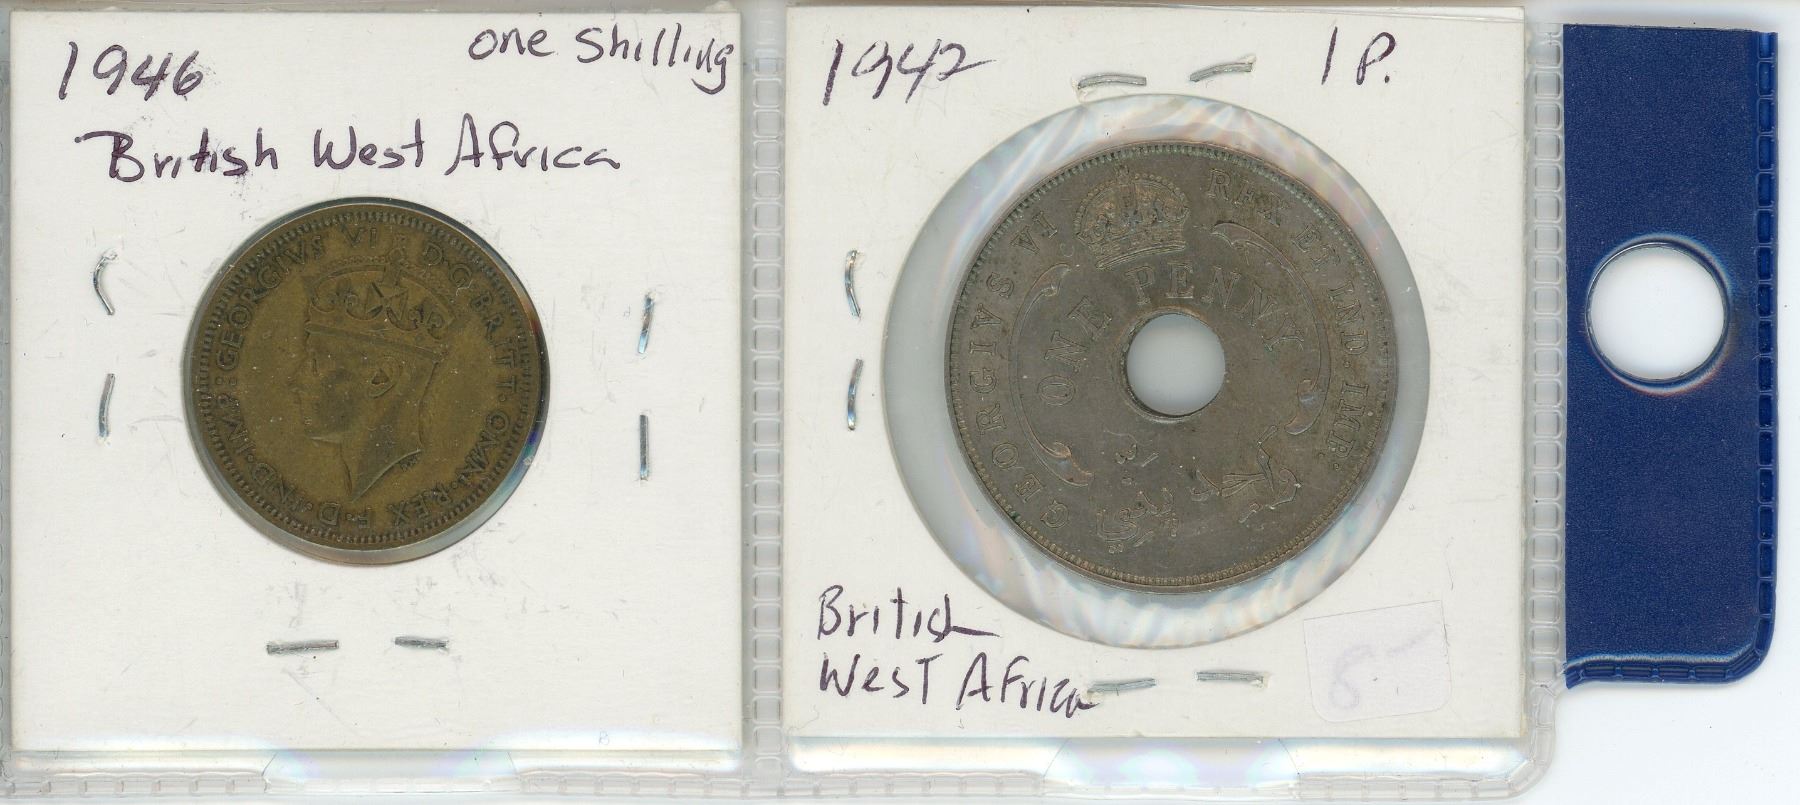 1946
one Shilling
British West Africa
GEORGIVS VI D:G:BRITT:OMN:REX F:D:IND:IMP:
1942
1 P.
GEORGIVS VI REX ET IND:IMP:
ONE PENNY
British
West Africa
8-